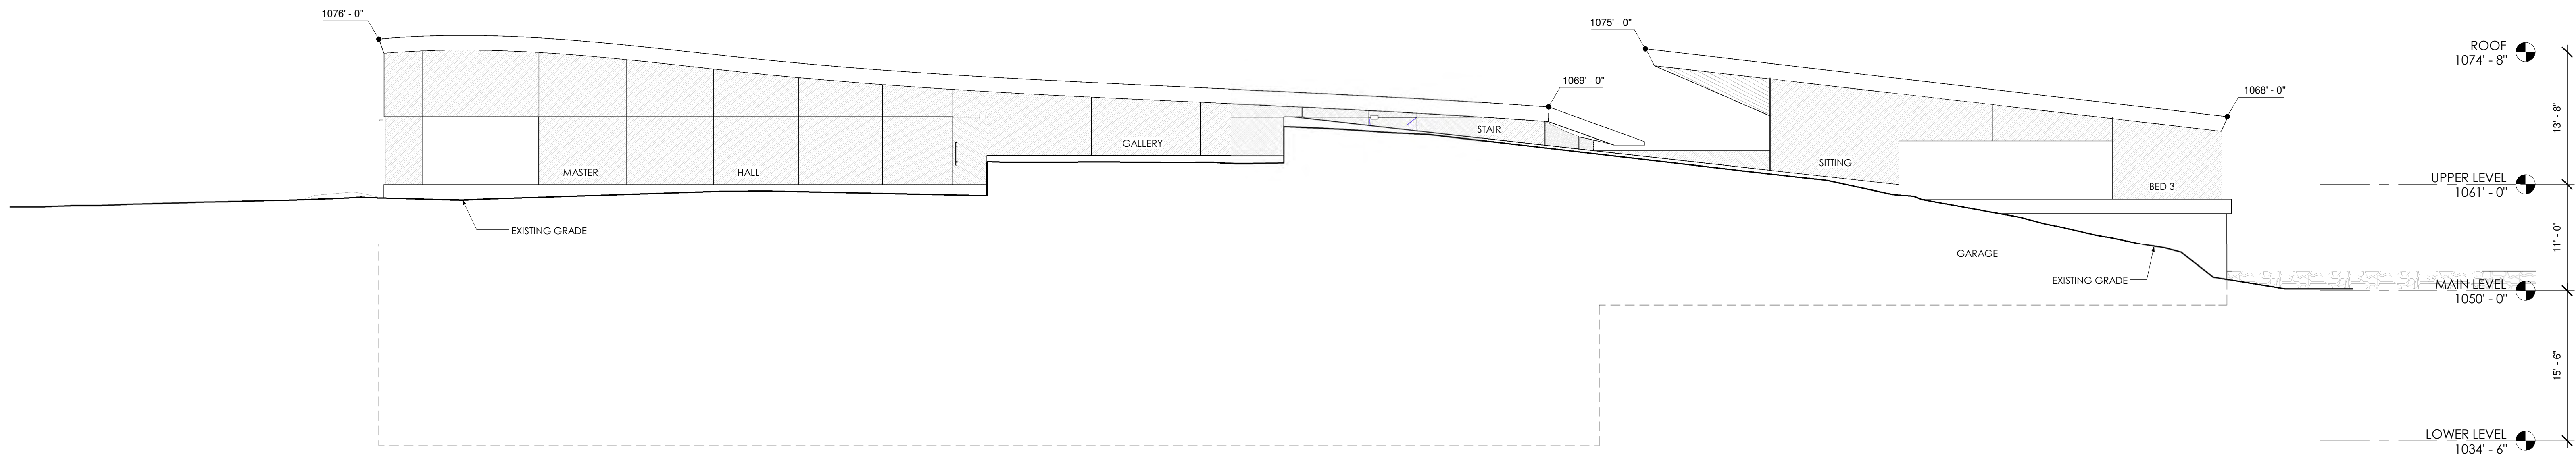 1076' - 0"
1075' - 0"
ROOF
1074' - 8"
1069' - 0"
1068' - 0"
13' - 8"
STAIR
GALLERY
SITTING
MASTER
HALL
UPPER LEVEL
1061' - 0"
BED 3
EXISTING GRADE
11' - 0"
GARAGE
EXISTING GRADE
MAIN LEVEL
1050' - 0"
15' - 6"
LOWER LEVEL
1034' - 6"